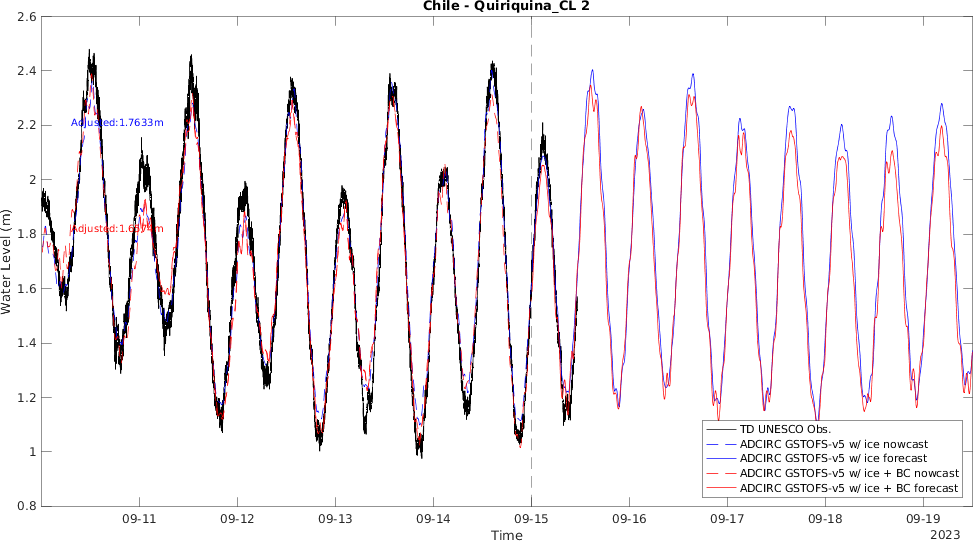 Chile - Quiriquina_CL 2
2.6
2.4
2.2
2
1.8
1.6
1.4
1.2
1
0.8
Water Level (m)
Adjusted:1.7633m
09-11
09-12
09-13
09-14
09-15
09-16
09-17
09-18
09-19
Time
2023
TD UNESCO Obs.
ADCIRC GSTOFS-v5 w/ ice nowcast
ADCIRC GSTOFS-v5 w/ ice forecast
ADCIRC GSTOFS-v5 w/ ice + BC nowcast
ADCIRC GSTOFS-v5 w/ ice + BC forecast